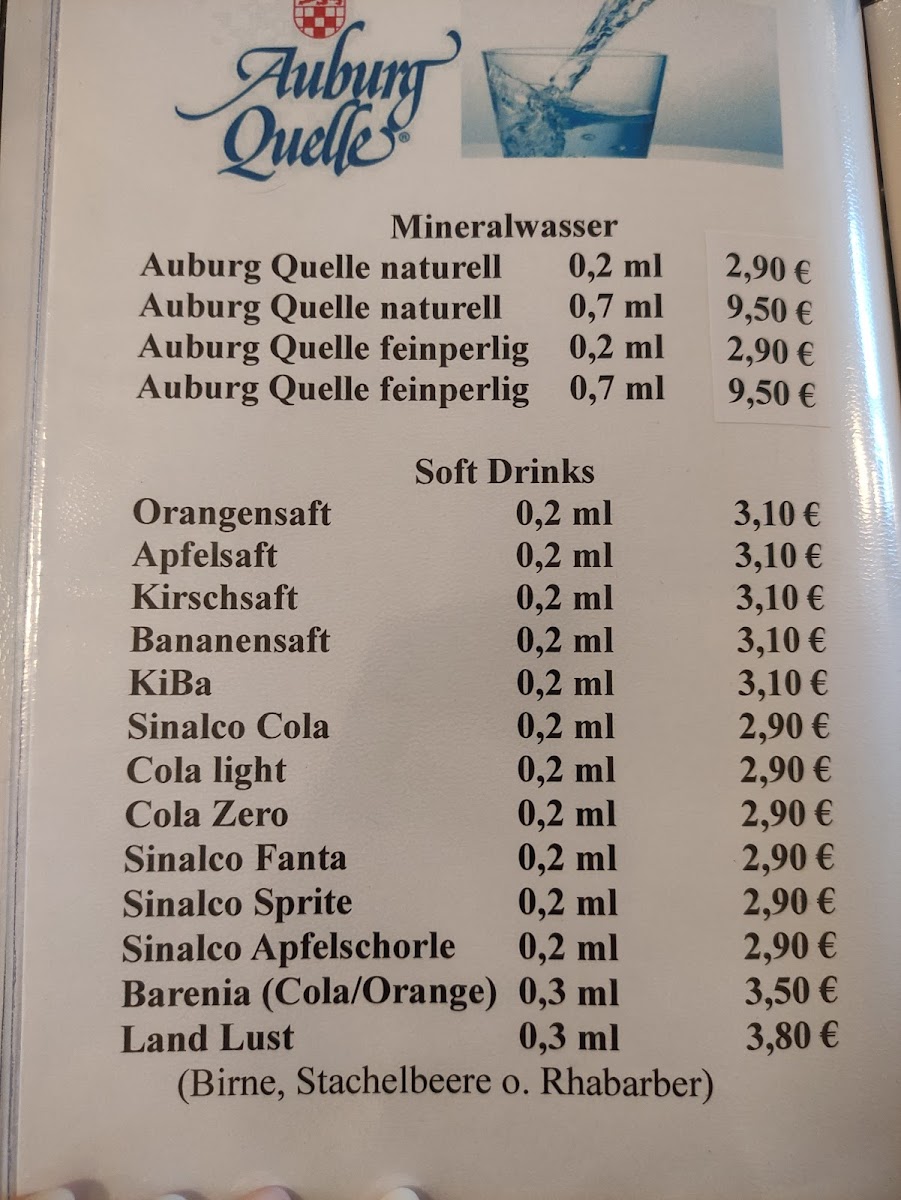 Auburg
Quelle®
Mineralwasser
Auburg Quelle naturell 0,2 ml 2,90 €
Auburg Quelle naturell 0,7 ml 9,50 €
Auburg Quelle feinperlig 0,2 ml 2,90 €
Auburg Quelle feinperlig 0,7 ml 9,50 €
Soft Drinks
Orangensaft 0,2 ml 3,10 €
Apfelsaft 0,2 ml 3,10 €
Kirschsaft 0,2 ml 3,10 €
Bananensaft 0,2 ml 3,10 €
KiBa 0,2 ml 3,10 €
Sinalco Cola 0,2 ml 2,90 €
Cola light 0,2 ml 2,90 €
Cola Zero 0,2 ml 2,90 €
Sinalco Fanta 0,2 ml 2,90 €
Sinalco Sprite 0,2 ml 2,90 €
Sinalco Apfelschorle 0,2 ml 2,90 €
Barenia (Cola/Orange) 0,3 ml 3,50 €
Land Lust 0,3 ml 3,80 €
(Birne, Stachelbeere o. Rhabarber)